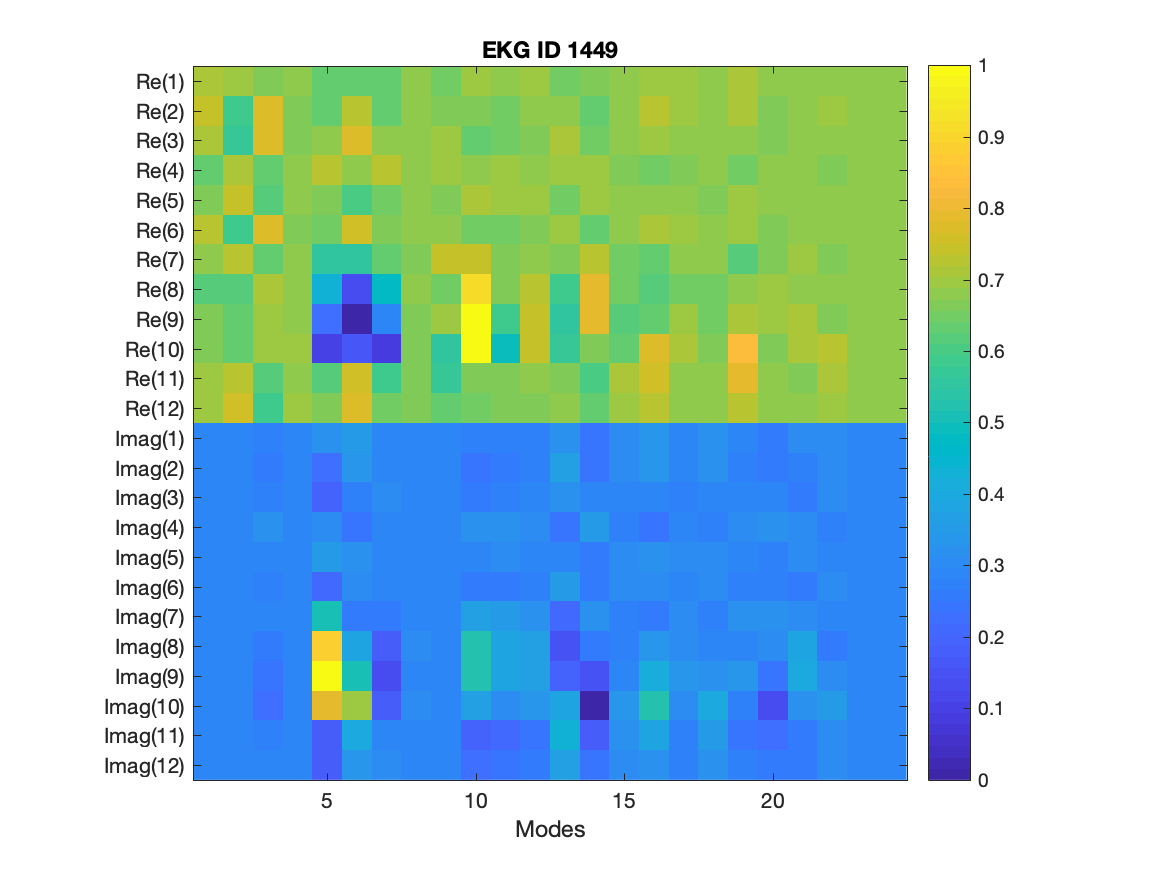 EKG ID 1449
Re(1)
Re(2)
Re(3)
Re(4)
Re(5)
Re(6)
Re(7)
Re(8)
Re(9)
Re(10)
Re(11)
Re(12)
Imag(1)
Imag(2)
Imag(3)
Imag(4)
Imag(5)
Imag(6)
Imag(7)
Imag(8)
Imag(9)
Imag(10)
Imag(11)
Imag(12)
5 10 15 20
Modes
1
0.9
0.8
0.7
0.6
0.5
0.4
0.3
0.2
0.1
0